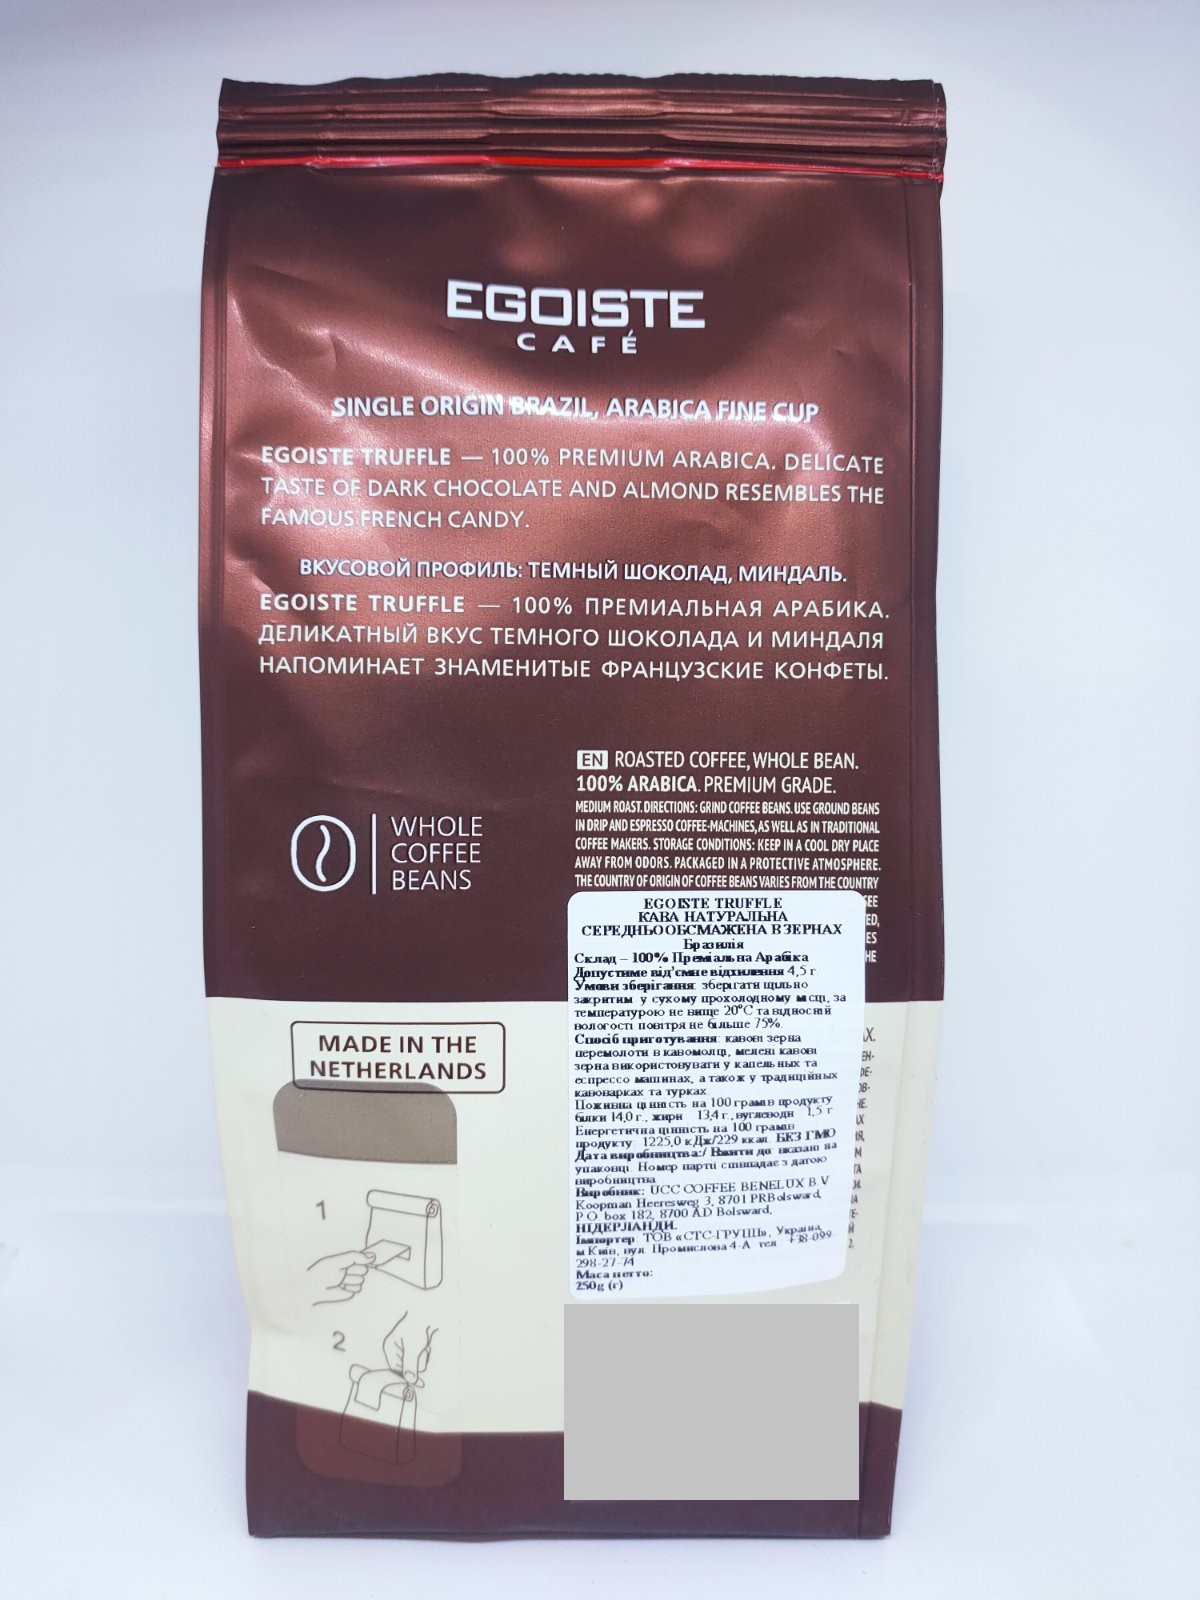 EGOISTE
CAFÉ
SINGLE ORIGIN BRAZIL, ARABICA FINE CUP
EGOISTE TRUFFLE — 100% PREMIUM ARABICA. DELICATE
TASTE OF DARK CHOCOLATE AND ALMOND RESEMBLES THE
FAMOUS FRENCH CANDY.
ВКУСОВОЙ ПРОФИЛЬ: ТЕМНЫЙ ШОКОЛАД, МИНДАЛЬ.
EGOISTE TRUFFLE — 100% ПРЕМИАЛЬНАЯ АРАБИКА.
ДЕЛИКАТНЫЙ ВКУС ТЕМНОГО ШОКОЛАДА И МИНДАЛЯ
НАПОМИНАЕТ ЗНАМЕНИТЫЕ ФРАНЦУЗСКИЕ КОНФЕТЫ.
EN ROASTED COFFEE, WHOLE BEAN.
100% ARABICA. PREMIUM GRADE.
MEDIUM ROAST. DIRECTIONS: GRIND COFFEE BEANS. USE GROUND BEANS
IN DRIP AND ESPRESSO COFFEE-MACHINES, AS WELL AS IN TRADITIONAL
COFFEE MAKERS. STORAGE CONDITIONS: KEEP IN A COOL DRY PLACE
AWAY FROM ODORS. PACKAGED IN A PROTECTIVE ATMOSPHERE.
THE COUNTRY OF ORIGIN OF COFFEE BEANS VARIES FROM THE COUNTRY
WHOLE
COFFEE
BEANS
EGOISTE TRUFFLE
КАВА НАТУРАЛЬНА
СЕРЕДНЬООБСМАЖЕНА В ЗЕРНАХ
Бразилія
Склад – 100% Преміальна Арабіка
Допустиме від'ємне відхилення 4,5 г
Умови зберігання: зберігати щільно
закритим у сухому прохолодному місці, за
температурою не вище 20°С та відносній
вологості повітря не більше 75%.
Спосіб приготування: кавові зерна
перемолоти в кавомолці, мелені кавові
зерна використовувати у капельных та
еспрессо машинах, а також у традиційных
кавоварках та турках
Поживна цінність на 100 грамів продукту
білки 14,0 г., жири 13,4 г., вуглеводи 1,5 г
Енергетична цінність на 100 грамів
продукту 1225,0 кДж/229 ккал. БЕЗ ГМО
Дата виробництва:/ Вжити до: вказані на
упаковці. Номер партії співпадає з датою
виробництва
Виробник: UCC COFFEE BENELUX B.V
Koopman Heeresweg 3, 8701 PR Bolsward,
P.O. box 182, 8700 AD Bolsward,
НІДЕРЛАНДИ.
Імпортер: ТОВ «СТС-ГРУПП», Україна,
м Київ, вул. Промислова 4-А тел +38-099
298-27-74
Маса нетто:
250g (г)
MADE IN THE
NETHERLANDS
1
2